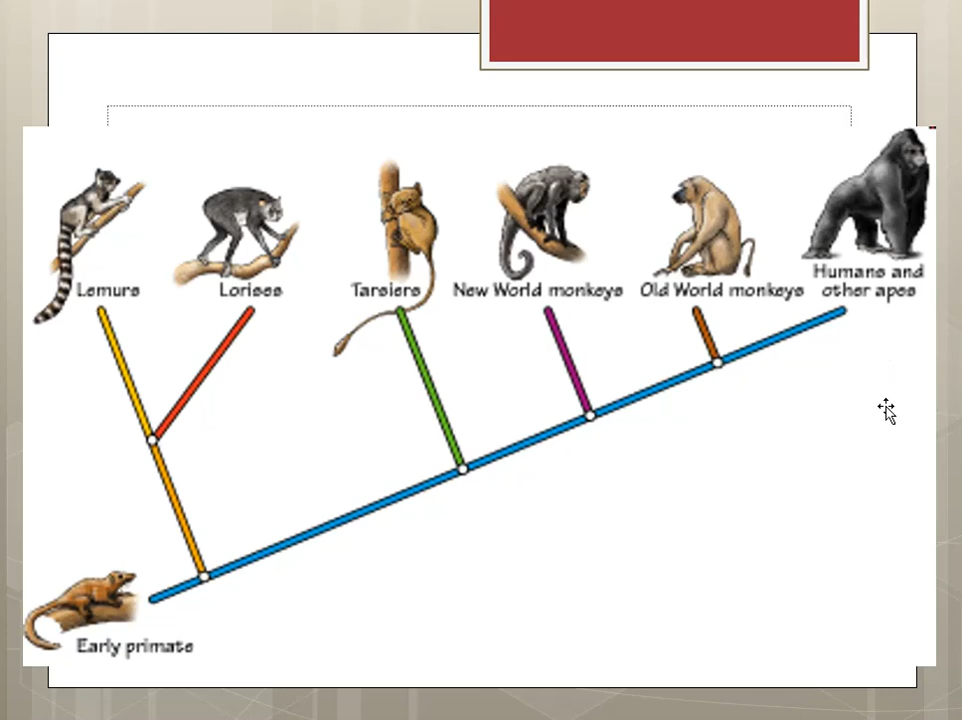 Humans and
other apes
Lemurs
Lorises
Tarsiers
New World monkeys
Old World monkeys
Early primate